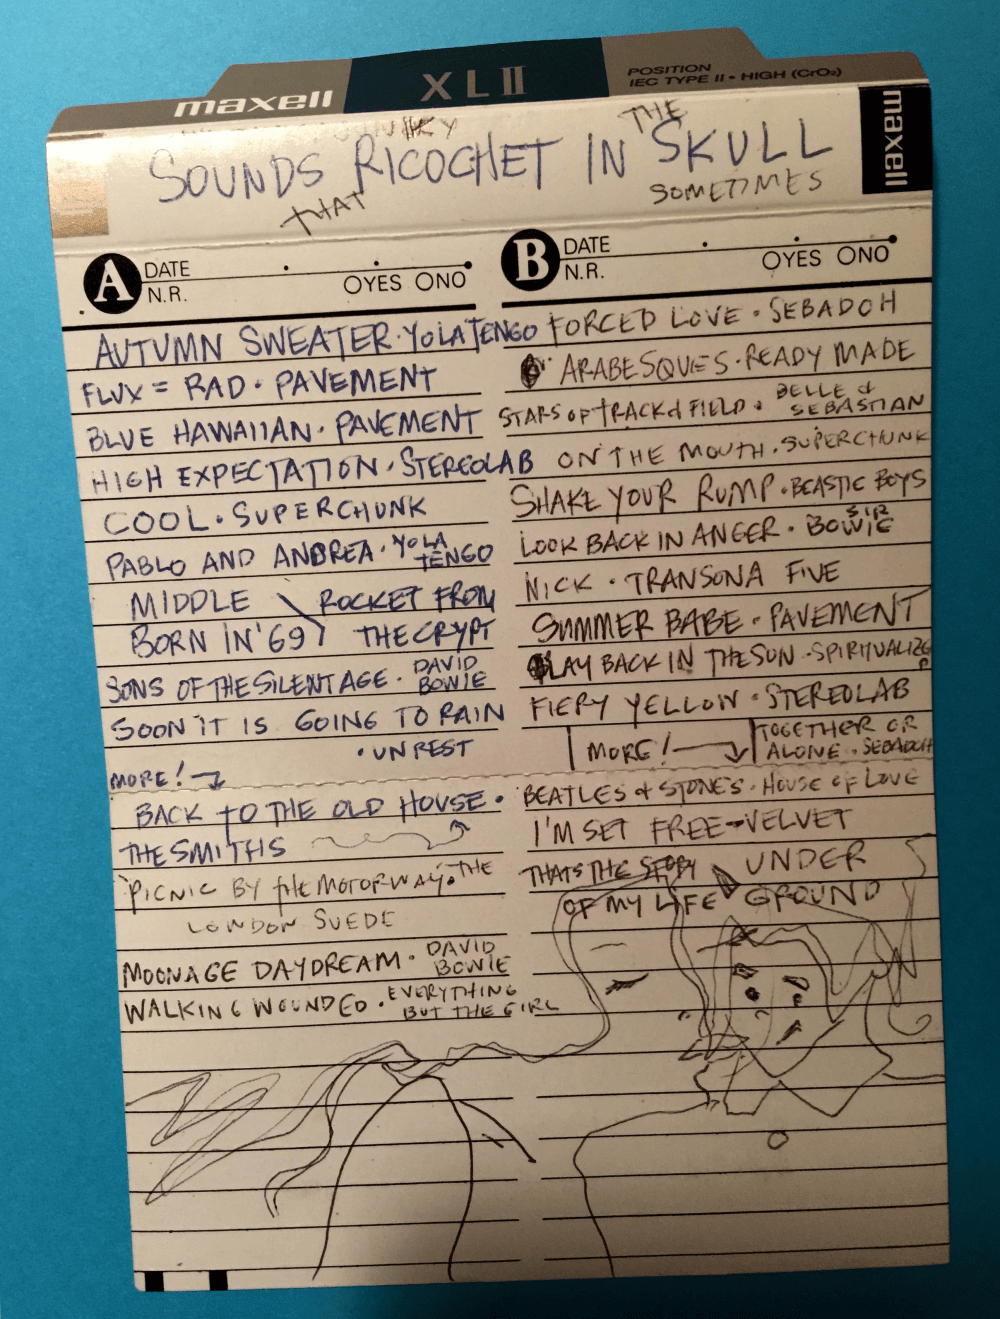 maxell XLII POSITION
IEC TYPE II • HIGH (CrO₂)
maxell
THE
SOUNDS RICOCHET IN SKULL
THAT
SOMETIMES
A DATE
N.R. OYES ONO
AUTUMN SWEATER · YO LA TENGO
FLUX = RAD · PAVEMENT
BLUE HAWAIIAN · PAVEMENT
HIGH EXPECTATION · STEREOLAB
COOL · SUPERCHUNK
PABLO AND ANDREA · YO LA
TENGO
MIDDLE ROCKET FROM
BORN IN '69 THE CRYPT
SONS OF THE SILENT AGE · DAVID
BOWIE
SOON IT IS GOING TO RAIN
· UNREST
MORE! →
BACK TO THE OLD HOUSE ·
THE SMITHS
PICNIC BY THE MOTORWAY · THE
LONDON SUEDE
MOONAGE DAYDREAM · DAVID
BOWIE
WALKING WOUNDED · EVERYTHING
BUT THE GIRL
B DATE
N.R. OYES ONO
FORCED LOVE · SEBADOH
ARABESQUES · READY MADE
STARS OF TRACK & FIELD · BELLE &
SEBASTIAN
ON THE MOUTH · SUPERCHUNK
SHAKE YOUR RUMP · BEASTIE BOYS
SIR
LOOK BACK IN ANGER · BOWIE
NICK · TRANSONA FIVE
SUMMER BABE · PAVEMENT
LAY BACK IN THE SUN · SPIRITUALIZED
FIERY YELLOW · STEREOLAB
MORE! → TOGETHER OR
ALONE · SEBADOH
BEATLES & STONES · HOUSE OF LOVE
I'M SET FREE - VELVET
THATS THE STORY UNDER
OF MY LIFE GROUND